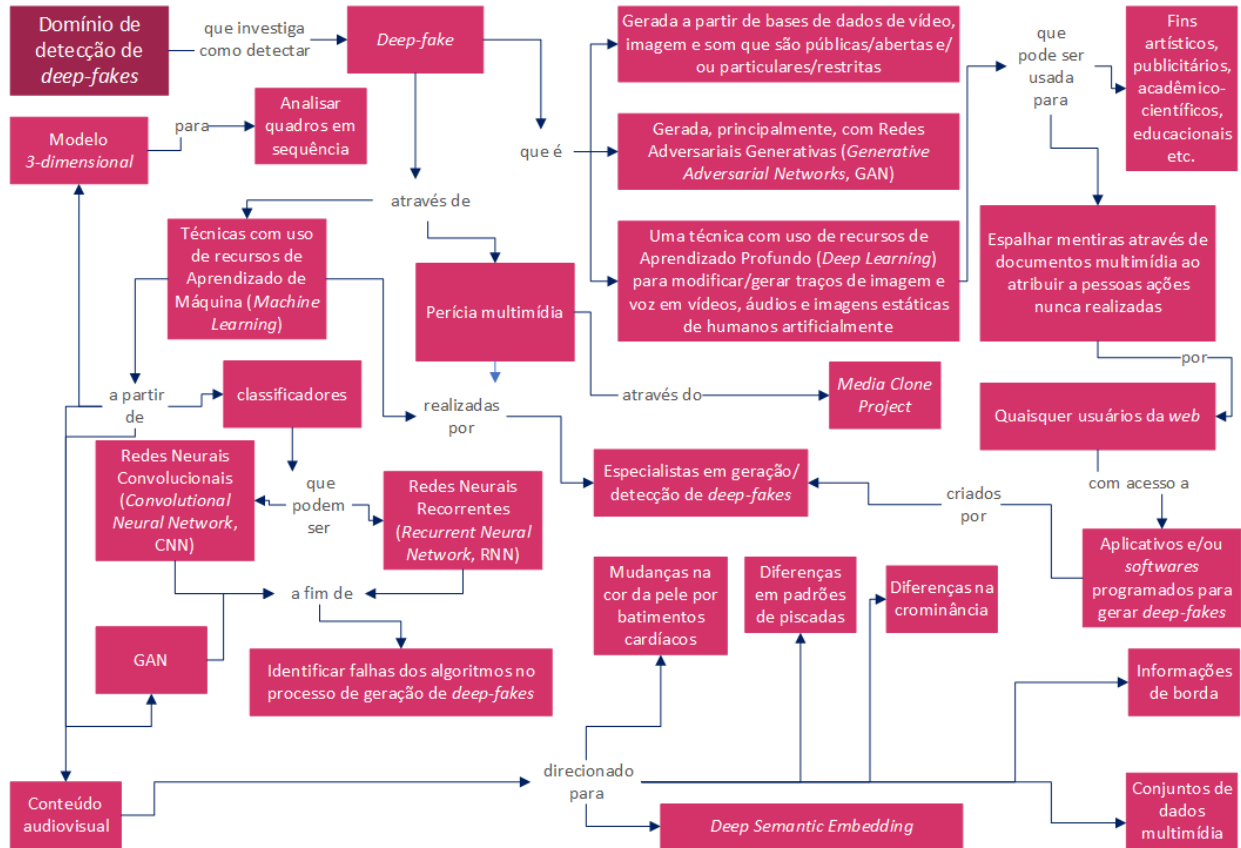 Domínio de
detecção de
deep-fakes
que investiga
como detectar
Deep-fake
Gerada a partir de bases de dados de vídeo,
imagem e som que são públicas/abertas e/
ou particulares/restritas
que
pode ser
usada
para
Fins
artísticos,
publicitários,
acadêmico-
científicos,
educacionais
etc.
Modelo
3-dimensional
para
Analisar
quadros em
sequência
que é
Gerada, principalmente, com Redes
Adversariais Generativas (Generative
Adversarial Networks, GAN)
através de
Técnicas com uso
de recursos de
Aprendizado de
Máquina (Machine
Learning)
Perícia multimídia
Uma técnica com uso de recursos de
Aprendizado Profundo (Deep Learning)
para modificar/gerar traços de imagem e
voz em vídeos, áudios e imagens estáticas
de humanos artificialmente
Espalhar mentiras através de
documentos multimídia ao
atribuir a pessoas ações
nunca realizadas
por
a partir
de
classificadores
realizadas
por
através do
Media Clone
Project
Quaisquer usuários da web
Redes Neurais
Convolucionais
(Convolutional
Neural Network,
CNN)
que
podem
ser
Redes Neurais
Recorrentes
(Recurrent Neural
Network, RNN)
Especialistas em geração/
detecção de deep-fakes
criados
por
com acesso a
Aplicativos e/ou
softwares
programados para
gerar deep-fakes
a fim de
Mudanças na
cor da pele por
batimentos
cardíacos
Diferenças
em padrões
de piscadas
Diferenças na
crominância
GAN
Identificar falhas dos algoritmos no
processo de geração de deep-fakes
Informações
de borda
Conteúdo
audiovisual
direcionado
para
Deep Semantic Embedding
Conjuntos de
dados
multimídia